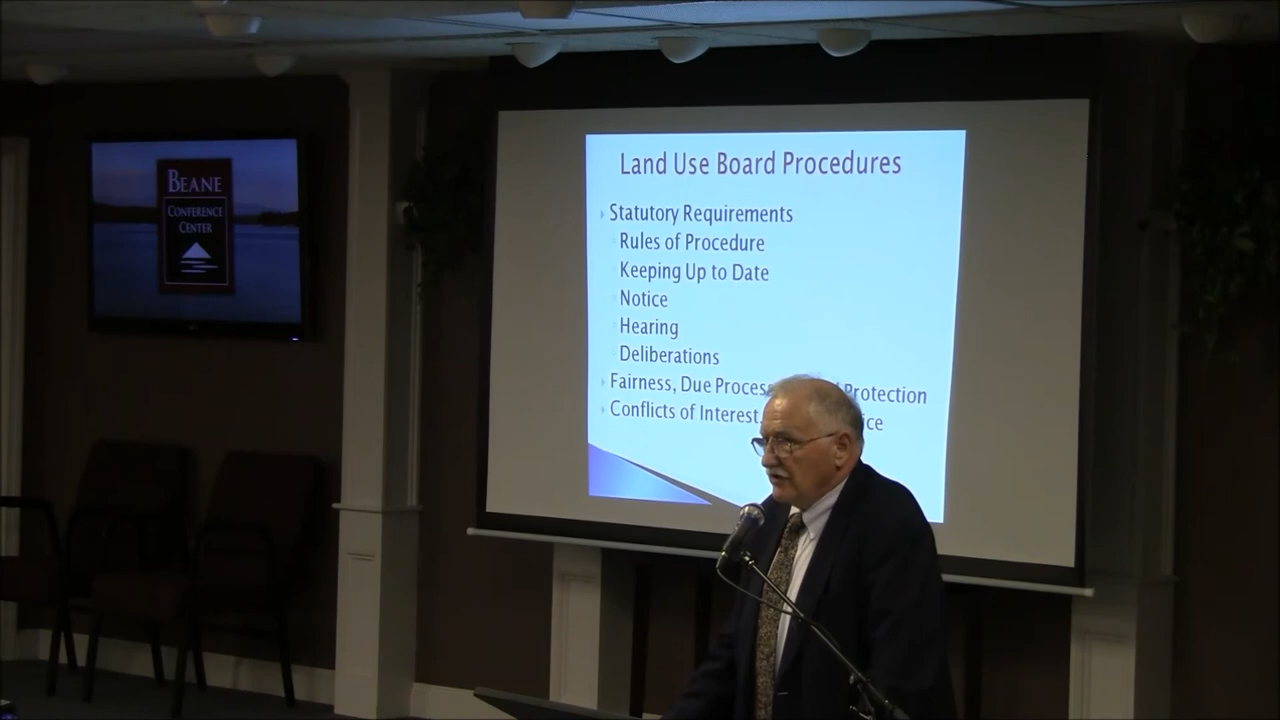 BEANE
CONFERENCE
CENTER
Land Use Board Procedures
Statutory Requirements
Rules of Procedure
Keeping Up to Date
Notice
Hearing
Deliberations
Fairness, Due Process Protection
Conflicts of Interest,